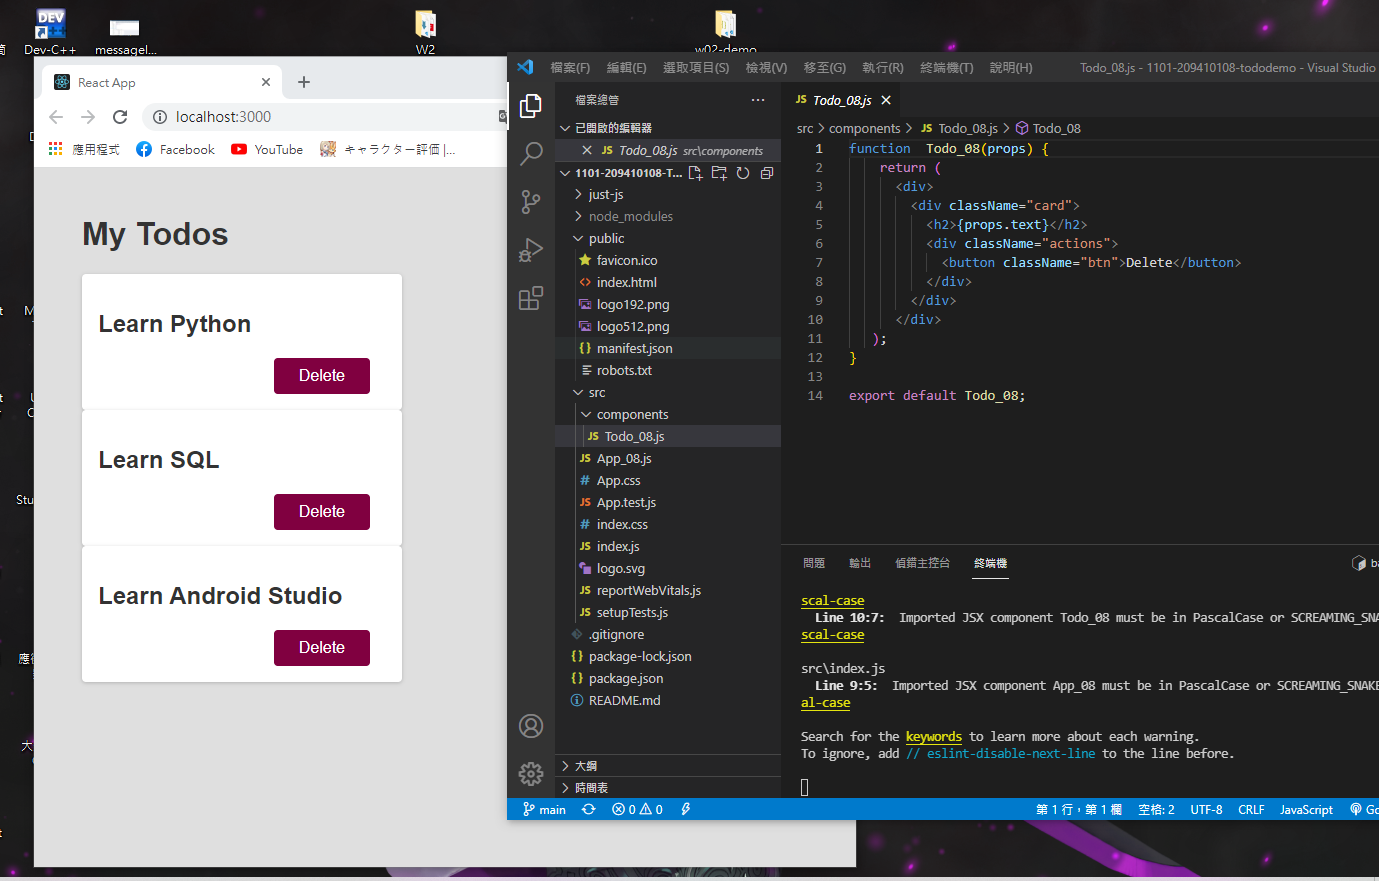 Dev-C++
messagel...
W2
w02-demo
React App
localhost:3000
應用程式
Facebook
YouTube
キャラクター評価 |...
My Todos
Learn Python
Delete
Learn SQL
Delete
Learn Android Studio
Delete
檔案(F)
編輯(E)
選取項目(S)
檢視(V)
移至(G)
執行(R)
終端機(T)
說明(H)
Todo_08.js - 1101-209410108-tododemo - Visual Studio
檔案總管
已開啟的編輯器
JS Todo_08.js src\components
1101-209410108-T...
just-js
node_modules
public
favicon.ico
index.html
logo192.png
logo512.png
{} manifest.json
robots.txt
src
components
JS Todo_08.js
JS App_08.js
# App.css
JS App.test.js
# index.css
JS index.js
logo.svg
JS reportWebVitals.js
JS setupTests.js
.gitignore
{} package-lock.json
{} package.json
README.md
大綱
時間表
JS Todo_08.js
src > components > JS Todo_08.js > Todo_08
1 function  Todo_08(props) {
2 return (
3 <div>
4 <div className="card">
5 <h2>{props.text}</h2>
6 <div className="actions">
7 <button className="btn">Delete</button>
8 </div>
9 </div>
10 </div>
11 );
12 }
13
14 export default Todo_08;
問題
輸出
偵錯主控台
終端機
scal-case
Line 10:7:  Imported JSX component Todo_08 must be in PascalCase or SCREAMING_SNA
scal-case
src\index.js
Line 9:5:  Imported JSX component App_08 must be in PascalCase or SCREAMING_SNAKE
al-case
Search for the keywords to learn more about each warning.
To ignore, add // eslint-disable-next-line to the line before.
main
0
0
第 1 行，第 1 欄
空格: 2
UTF-8
CRLF
JavaScript
Go